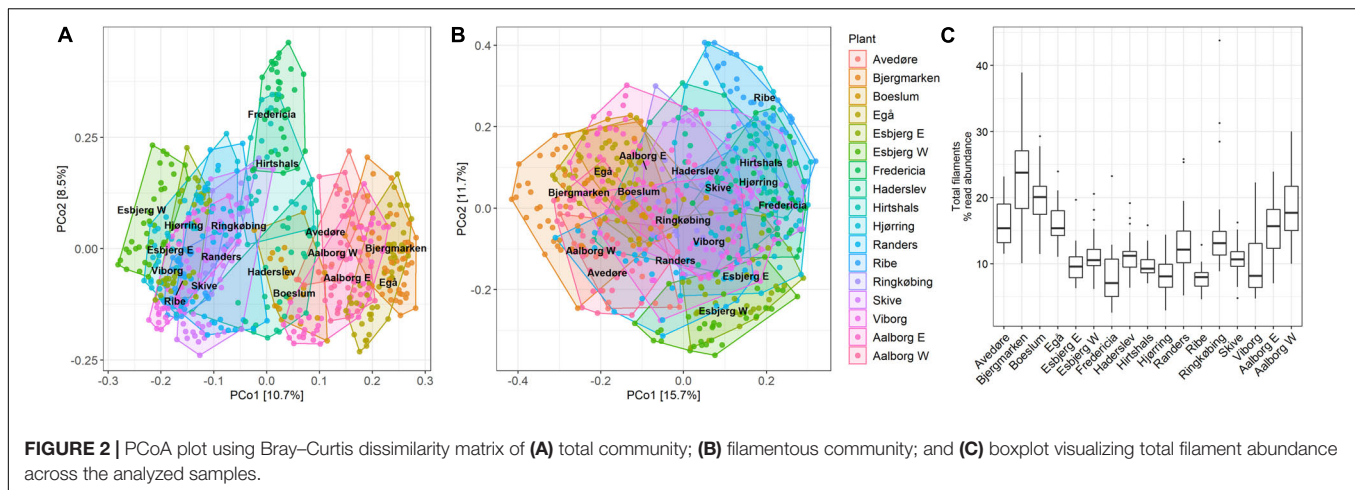 A
PCo2 [8.5%]
0.25
0.00
-0.25
Fredericia
Hirtshals
Esbjerg W
Hjørring
Ringkøbing
Avedøre
Esbjerg E
Randers
Aalborg W
Bjergmarken
Viborg
Haderslev
Aalborg E
Egå
Skive
Boeslum
Ribe
-0.3
-0.2
-0.1
0.0
0.1
0.2
0.3
PCo1 [10.7%]
B
PCo2 [11.7%]
0.4
0.2
0.0
-0.2
Ribe
Aalborg E
Egå
Haderslev
Hirtshals
Bjergmarken
Boeslum
Skive
Hjørring
Fredericia
Ringkøbing
Viborg
Aalborg W
Randers
Avedøre
Esbjerg E
Esbjerg W
-0.4
-0.2
0.0
0.2
PCo1 [15.7%]
Plant
Avedøre
Bjergmarken
Boeslum
Egå
Esbjerg E
Esbjerg W
Fredericia
Haderslev
Hirtshals
Hjørring
Randers
Ribe
Ringkøbing
Skive
Viborg
Aalborg E
Aalborg W
C
Total filaments
% read abundance
40
30
20
10
Avedøre
Bjergmarken
Boeslum
Egå
Esbjerg E
Esbjerg W
Fredericia
Haderslev
Hirtshals
Hjørring
Randers
Ribe
Ringkøbing
Skive
Viborg
Aalborg E
Aalborg W
FIGURE 2 | PCoA plot using Bray–Curtis dissimilarity matrix of (A) total community; (B) filamentous community; and (C) boxplot visualizing total filament abundance
across the analyzed samples.